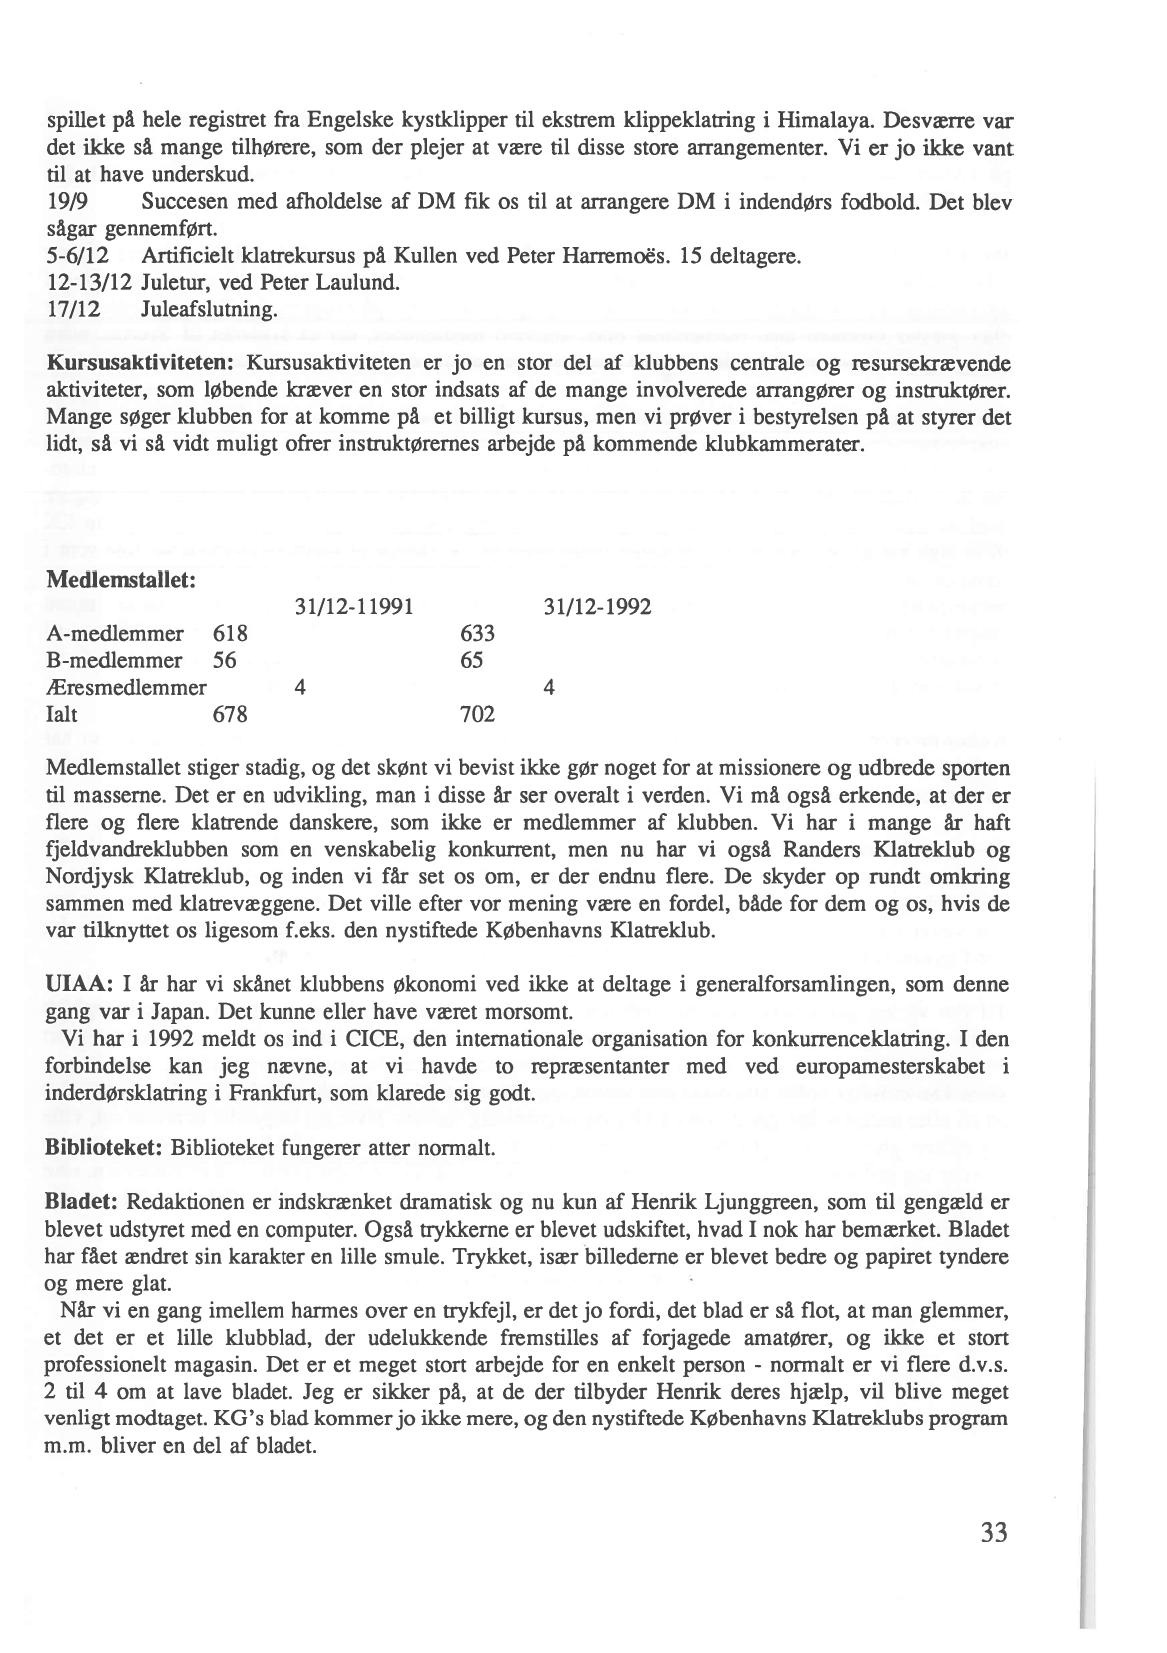 spillet på hele registret fra Engelske kystklipper til ekstrem klippeklatring i Himalaya. Desværre var
det ikke så mange tilhørere, som der plejer at være til disse store arrangementer. Vi er jo ikke vant
til at have underskud.
19/9 Succesen med afholdelse af DM fik os til at arrangere DM i indendørs fodbold. Det blev
sågar gennemført.
5-6/12 Artificielt klatrekursus på Kullen ved Peter Harremoës. 15 deltagere.
12-13/12 Juletur, ved Peter Laulund.
17/12 Juleafslutning.
Kursusaktiviteten: Kursusaktiviteten er jo en stor del af klubbens centrale og resursekrævende
aktiviteter, som løbende kræver en stor indsats af de mange involverede arrangører og instruktører.
Mange søger klubben for at komme på et billigt kursus, men vi prøver i bestyrelsen på at styrer det
lidt, så vi så vidt muligt ofrer instruktørernes arbejde på kommende klubkammerater.
Medlemstallet:
31/12-11991 31/12-1992
A-medlemmer 618 633
B-medlemmer 56 65
Æresmedlemmer 4 4
Ialt 678 702
Medlemstallet stiger stadig, og det skønt vi bevist ikke gør noget for at missionere og udbrede sporten
til masserne. Det er en udvikling, man i disse år ser overalt i verden. Vi må også erkende, at der er
flere og flere klatrende danskere, som ikke er medlemmer af klubben. Vi har i mange år haft
fjeldvandreklubben som en venskabelig konkurrent, men nu har vi også Randers Klatreklub og
Nordjysk Klatreklub, og inden vi får set os om, er der endnu flere. De skyder op rundt omkring
sammen med klatrevæggene. Det ville efter vor mening være en fordel, både for dem og os, hvis de
var tilknyttet os ligesom f.eks. den nystiftede Københavns Klatreklub.
UIAA: I år har vi skånet klubbens økonomi ved ikke at deltage i generalforsamlingen, som denne
gang var i Japan. Det kunne eller have været morsomt.
Vi har i 1992 meldt os ind i CICE, den internationale organisation for konkurrenceklatring. I den
forbindelse kan jeg nævne, at vi havde to repræsentanter med ved europamesterskabet i
inderdørsklatring i Frankfurt, som klarede sig godt.
Biblioteket: Biblioteket fungerer atter normalt.
Bladet: Redaktionen er indskrænket dramatisk og nu kun af Henrik Ljunggreen, som til gengæld er
blevet udstyret med en computer. Også trykkerne er blevet udskiftet, hvad I nok har bemærket. Bladet
har fået ændret sin karakter en lille smule. Trykket, især billederne er blevet bedre og papiret tyndere
og mere glat.
Når vi en gang imellem harmes over en trykfejl, er det jo fordi, det blad er så flot, at man glemmer,
et det er et lille klubblad, der udelukkende fremstilles af forjagede amatører, og ikke et stort
professionelt magasin. Det er et meget stort arbejde for en enkelt person - normalt er vi flere d.v.s.
2 til 4 om at lave bladet. Jeg er sikker på, at de der tilbyder Henrik deres hjælp, vil blive meget
venligt modtaget. KG's blad kommer jo ikke mere, og den nystiftede Københavns Klatreklubs program
m.m. bliver en del af bladet.
33